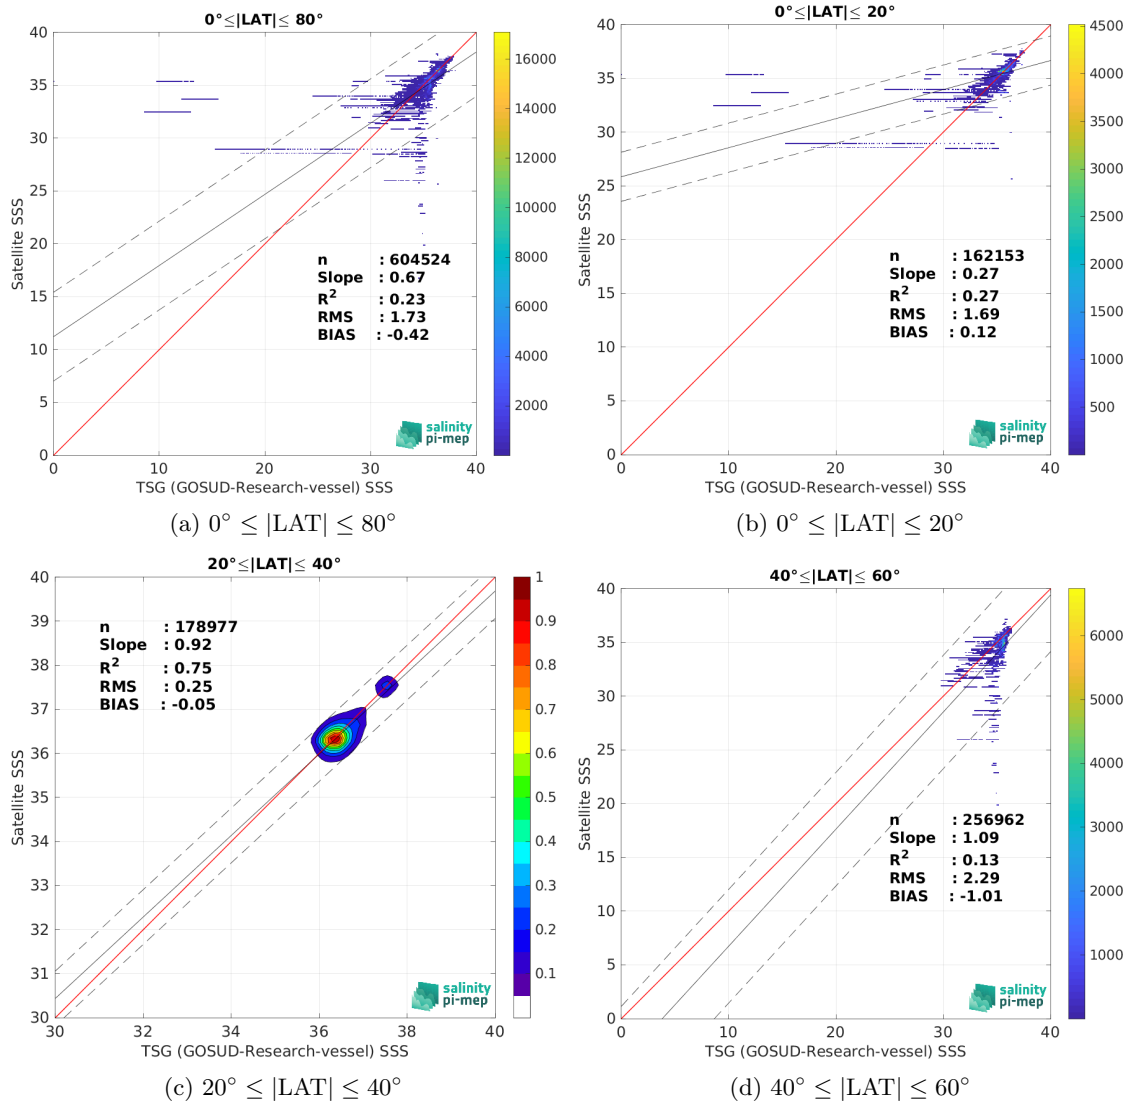 0°≤|LAT|≤ 80°
40
35
30
25
20
15
10
5
0
Satellite SSS
n : 604524
Slope : 0.67
R² : 0.23
RMS : 1.73
BIAS : -0.42
salinity
pi-mep
0 10 20 30 40
TSG (GOSUD-Research-vessel) SSS
16000
14000
12000
10000
8000
6000
4000
2000
(a) 0° ≤ |LAT| ≤ 80°
0°≤|LAT|≤ 20°
40
35
30
25
20
15
10
5
0
Satellite SSS
n : 162153
Slope : 0.27
R² : 0.27
RMS : 1.69
BIAS : 0.12
salinity
pi-mep
0 10 20 30 40
TSG (GOSUD-Research-vessel) SSS
4500
4000
3500
3000
2500
2000
1500
1000
500
(b) 0° ≤ |LAT| ≤ 20°
20°≤|LAT|≤ 40°
40
39
38
37
36
35
34
33
32
31
30
Satellite SSS
n : 178977
Slope : 0.92
R² : 0.75
RMS : 0.25
BIAS : -0.05
salinity
pi-mep
30 32 34 36 38 40
TSG (GOSUD-Research-vessel) SSS
1
0.9
0.8
0.7
0.6
0.5
0.4
0.3
0.2
0.1
(c) 20° ≤ |LAT| ≤ 40°
40°≤|LAT|≤ 60°
40
35
30
25
20
15
10
5
0
Satellite SSS
n : 256962
Slope : 1.09
R² : 0.13
RMS : 2.29
BIAS : -1.01
salinity
pi-mep
0 10 20 30 40
TSG (GOSUD-Research-vessel) SSS
6000
5000
4000
3000
2000
1000
(d) 40° ≤ |LAT| ≤ 60°